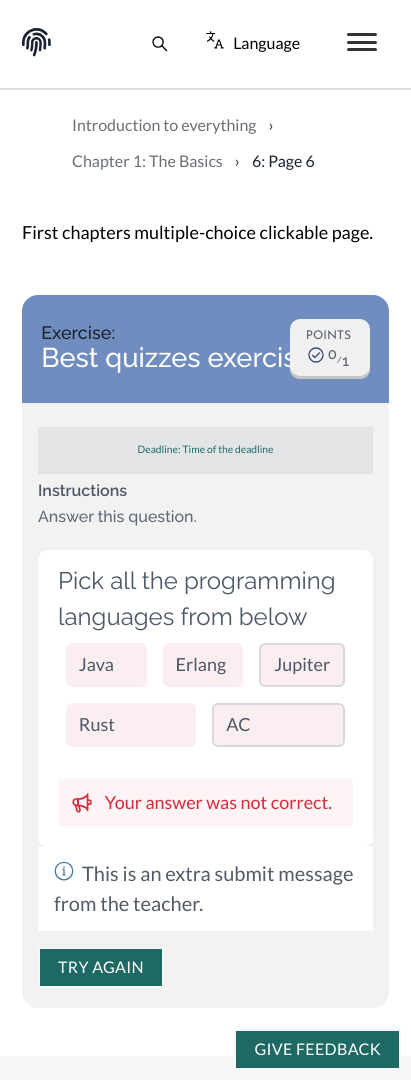 Language
Introduction to everything ›
Chapter 1: The Basics › 6: Page 6
First chapters multiple-choice clickable page.
Exercise:
Best quizzes exercis
POINTS
0/1
Deadline: Time of the deadline
Instructions
Answer this question.
Pick all the programming
languages from below
Java Erlang Jupiter
Rust AC
Your answer was not correct.
This is an extra submit message
from the teacher.
TRY AGAIN
GIVE FEEDBACK